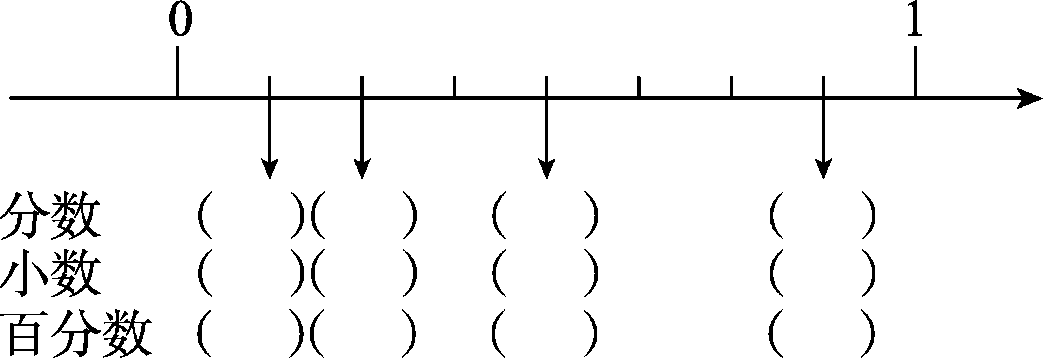 0 1
分数 ( )( ) ( ) ( )
小数 ( )( ) ( ) ( )
百分数 ( )( ) ( ) ( )